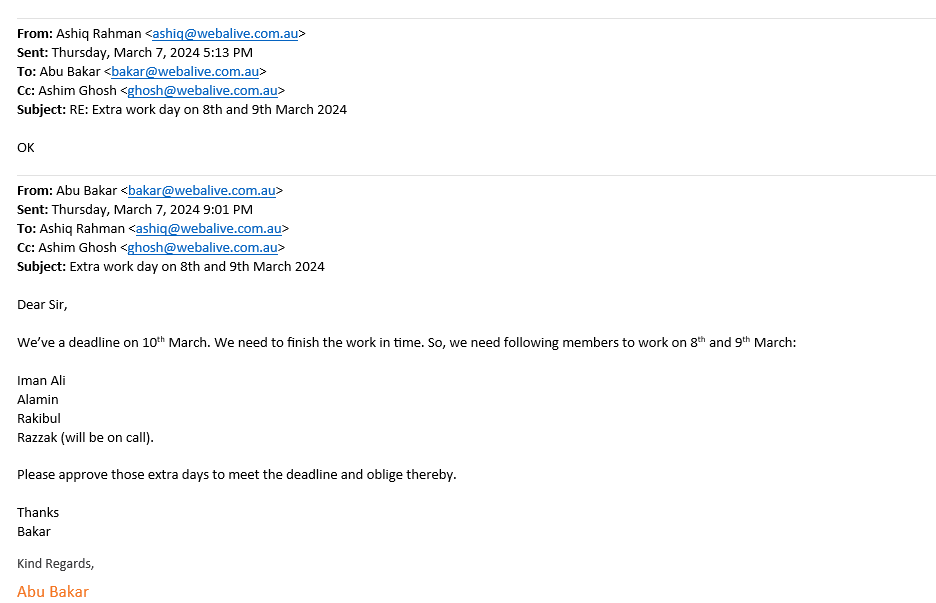 From: Ashiq Rahman <ashiq@webalive.com.au>
Sent: Thursday, March 7, 2024 5:13 PM
To: Abu Bakar <bakar@webalive.com.au>
Cc: Ashim Ghosh <ghosh@webalive.com.au>
Subject: RE: Extra work day on 8th and 9th March 2024
OK
From: Abu Bakar <bakar@webalive.com.au>
Sent: Thursday, March 7, 2024 9:01 PM
To: Ashiq Rahman <ashiq@webalive.com.au>
Cc: Ashim Ghosh <ghosh@webalive.com.au>
Subject: Extra work day on 8th and 9th March 2024
Dear Sir,
We’ve a deadline on 10th March. We need to finish the work in time. So, we need following members to work on 8th and 9th March:
Iman Ali
Alamin
Rakibul
Razzak (will be on call).
Please approve those extra days to meet the deadline and oblige thereby.
Thanks
Bakar
Kind Regards,
Abu Bakar